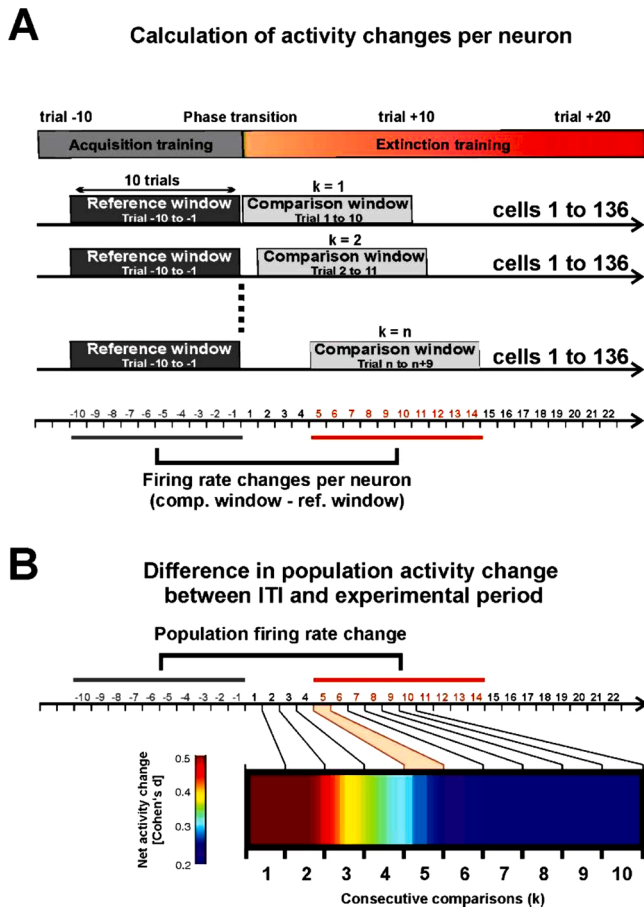 A
Calculation of activity changes per neuron
trial -10 Phase transition trial +10 trial +20
Acquisition training Extinction training
10 trials k = 1
Reference window Comparison window cells 1 to 136
Trial -10 to -1 Trial 1 to 10
k = 2
Reference window Comparison window cells 1 to 136
Trial -10 to -1 Trial 2 to 11
k = n
Reference window Comparison window cells 1 to 136
Trial -10 to -1 Trial n to n+9
-10 -9 -8 -7 -6 -5 -4 -3 -2 -1 1 2 3 4 5 6 7 8 9 10 11 12 13 14 15 16 17 18 19 20 21 22
Firing rate changes per neuron
(comp. window - ref. window)
B
Difference in population activity change
between ITI and experimental period
Population firing rate change
-10 -9 -8 -7 -6 -5 -4 -3 -2 -1 1 2 3 4 5 6 7 8 9 10 11 12 13 14 15 16 17 18 19 20 21 22
Net activity change
[Cohen's d]
0.5
0.4
0.3
0.2
1 2 3 4 5 6 7 8 9 10
Consecutive comparisons (k)